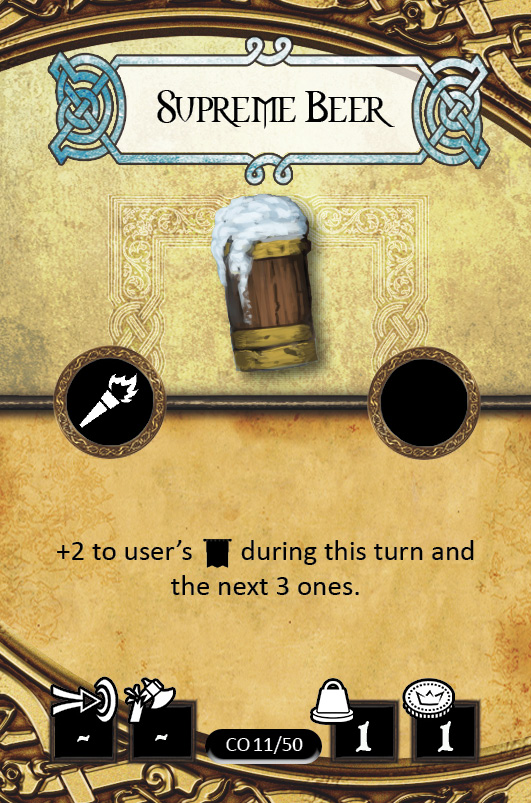 Supreme Beer
+2 to user's during this turn and
the next 3 ones.
~ ~ CO 11/50 1 1